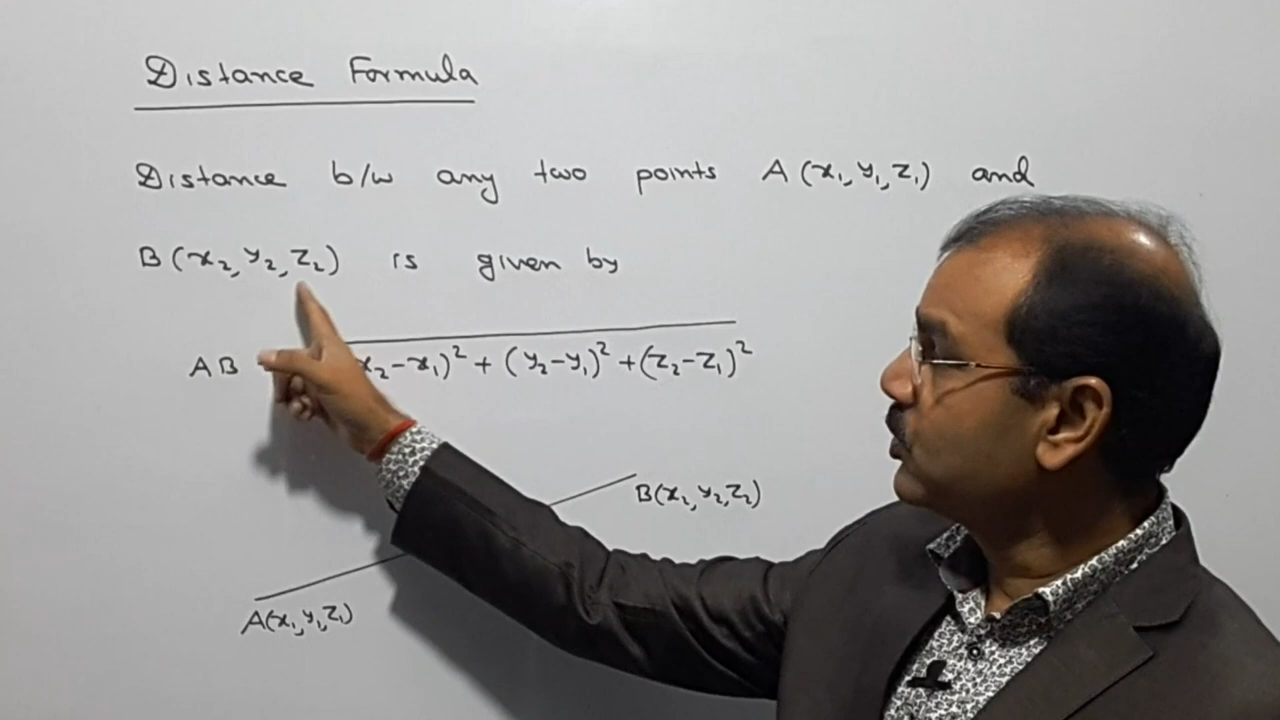 Distance Formula
Distance b/w any two points A(x₁, y₁, z₁) and
B(x₂, y₂, z₂) is given by
AB x₂-x₁)² + (y₂-y₁)² + (z₂-z₁)²
B(x₂, y₂, z₂)
A(x₁, y₁, z₁)